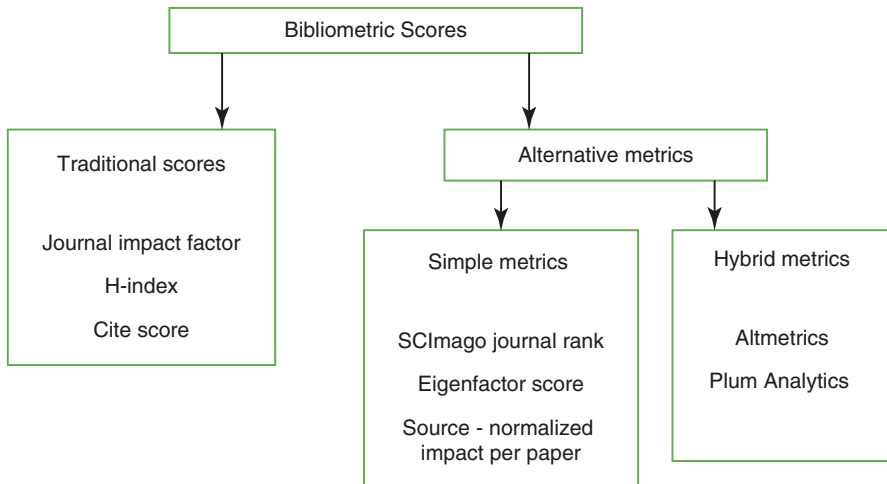 Bibliometric Scores
Traditional scores
Journal impact factor
H-index
Cite score
Alternative metrics
Simple metrics
SCImago journal rank
Eigenfactor score
Source - normalized
impact per paper
Hybrid metrics
Altmetrics
Plum Analytics